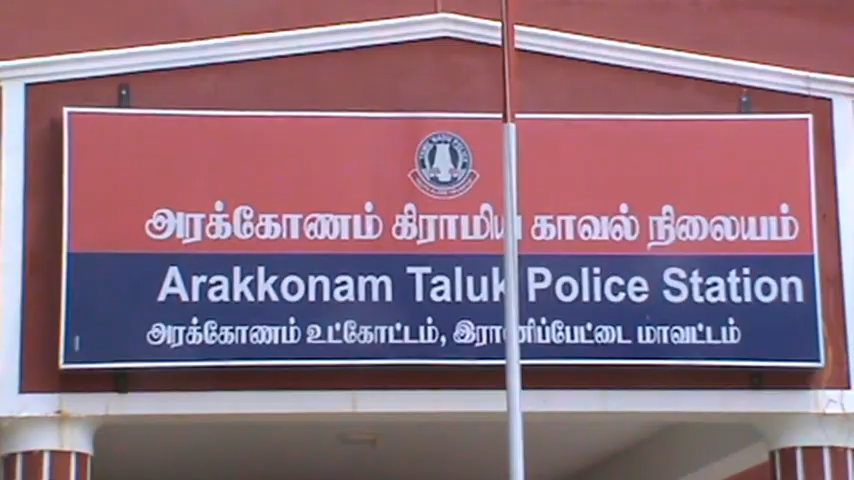 அரக்கோணம் கிராமிய காவல் நிலையம்
Arakkonam Taluk Police Station
அரக்கோணம் உட்கோட்டம், இராணிப்பேட்டை மாவட்டம்